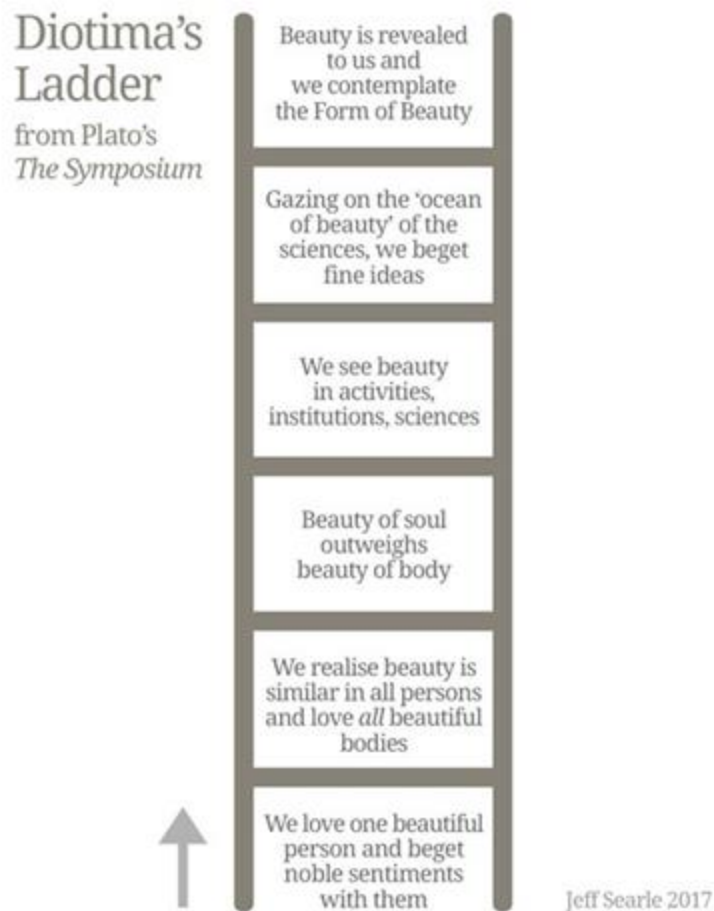 Diotima's
Ladder
from Plato's
The Symposium
Beauty is revealed
to us and
we contemplate
the Form of Beauty
Gazing on the 'ocean
of beauty' of the
sciences, we beget
fine ideas
We see beauty
in activities,
institutions, sciences
Beauty of soul
outweighs
beauty of body
We realise beauty is
similar in all persons
and love all beautiful
bodies
We love one beautiful
person and beget
noble sentiments
with them
Jeff Searle 2017